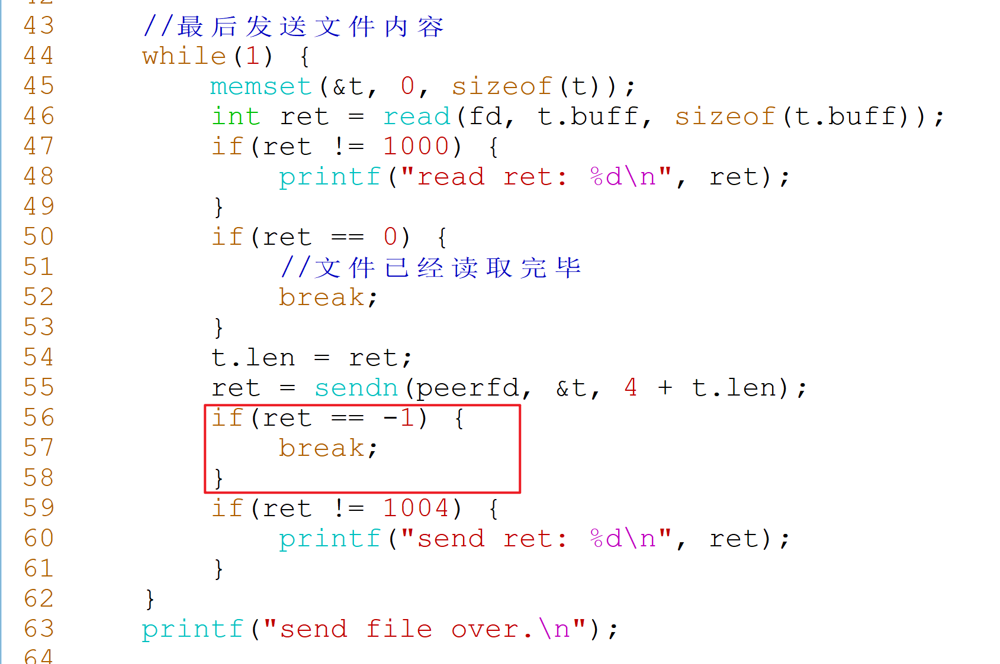 43     //最后发送文件内容
44     while(1) {
45         memset(&t, 0, sizeof(t));
46         int ret = read(fd, t.buff, sizeof(t.buff));
47         if(ret != 1000) {
48             printf("read ret: %d\n", ret);
49         }
50         if(ret == 0) {
51             //文件已经读取完毕
52             break;
53         }
54         t.len = ret;
55         ret = sendn(peerfd, &t, 4 + t.len);
56         if(ret == -1) {
57             break;
58         }
59         if(ret != 1004) {
60             printf("send ret: %d\n", ret);
61         }
62     }
63     printf("send file over.\n");
64